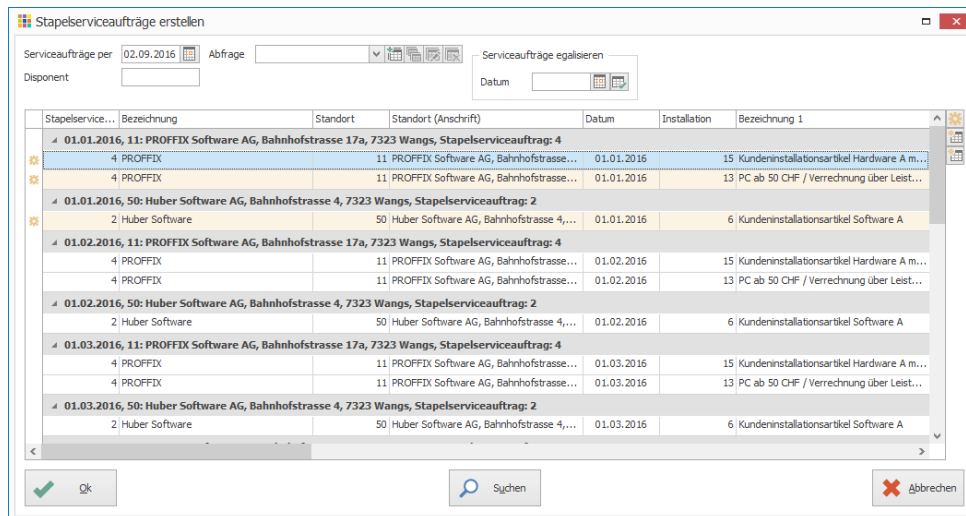 Stapelserviceaufträge erstellen
Serviceaufträge per 02.09.2016 Abfrage
Serviceaufträge egalisieren
Disponent
Datum
Stapelservice... Bezeichnung Standort Standort (Anschrift) Datum Installation Bezeichnung 1
01.01.2016, 11: PROFFIX Software AG, Bahnhofstrasse 17a, 7323 Wangs, Stapelserviceauftrag: 4
4 PROFFIX 11 PROFFIX Software AG, Bahnhofstrasse... 01.01.2016 15 Kundeninstallationsartikel Hardware A m...
4 PROFFIX 11 PROFFIX Software AG, Bahnhofstrasse... 01.01.2016 13 PC ab 50 CHF / Verrechnung über Leist...
01.01.2016, 50: Huber Software AG, Bahnhofstrasse 4, 7323 Wangs, Stapelserviceauftrag: 2
2 Huber Software 50 Huber Software AG, Bahnhofstrasse 4,... 01.01.2016 6 Kundeninstallationsartikel Software A
01.02.2016, 11: PROFFIX Software AG, Bahnhofstrasse 17a, 7323 Wangs, Stapelserviceauftrag: 4
4 PROFFIX 11 PROFFIX Software AG, Bahnhofstrasse... 01.02.2016 15 Kundeninstallationsartikel Hardware A m...
4 PROFFIX 11 PROFFIX Software AG, Bahnhofstrasse... 01.02.2016 13 PC ab 50 CHF / Verrechnung über Leist...
01.02.2016, 50: Huber Software AG, Bahnhofstrasse 4, 7323 Wangs, Stapelserviceauftrag: 2
2 Huber Software 50 Huber Software AG, Bahnhofstrasse 4,... 01.02.2016 6 Kundeninstallationsartikel Software A
01.03.2016, 11: PROFFIX Software AG, Bahnhofstrasse 17a, 7323 Wangs, Stapelserviceauftrag: 4
4 PROFFIX 11 PROFFIX Software AG, Bahnhofstrasse... 01.03.2016 15 Kundeninstallationsartikel Hardware A m...
4 PROFFIX 11 PROFFIX Software AG, Bahnhofstrasse... 01.03.2016 13 PC ab 50 CHF / Verrechnung über Leist...
01.03.2016, 50: Huber Software AG, Bahnhofstrasse 4, 7323 Wangs, Stapelserviceauftrag: 2
2 Huber Software 50 Huber Software AG, Bahnhofstrasse 4,... 01.03.2016 6 Kundeninstallationsartikel Software A
Ok Suchen Abbrechen